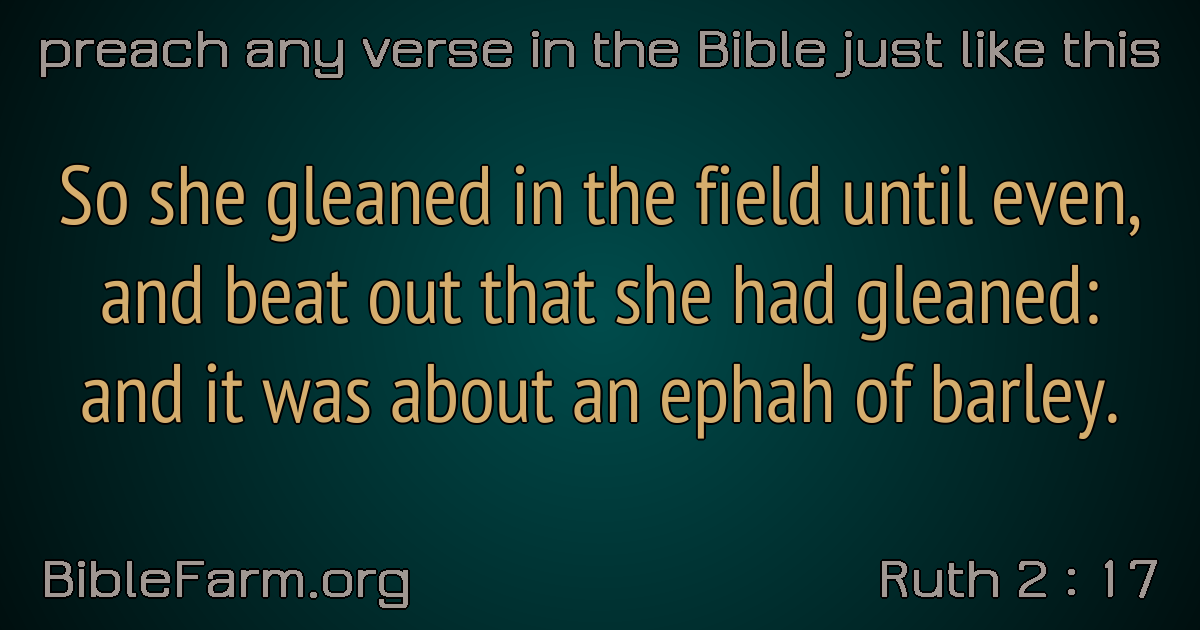 preach any verse in the Bible just like this
So she gleaned in the field until even,
and beat out that she had gleaned:
and it was about an ephah of barley.
BibleFarm.org
Ruth 2 : 17